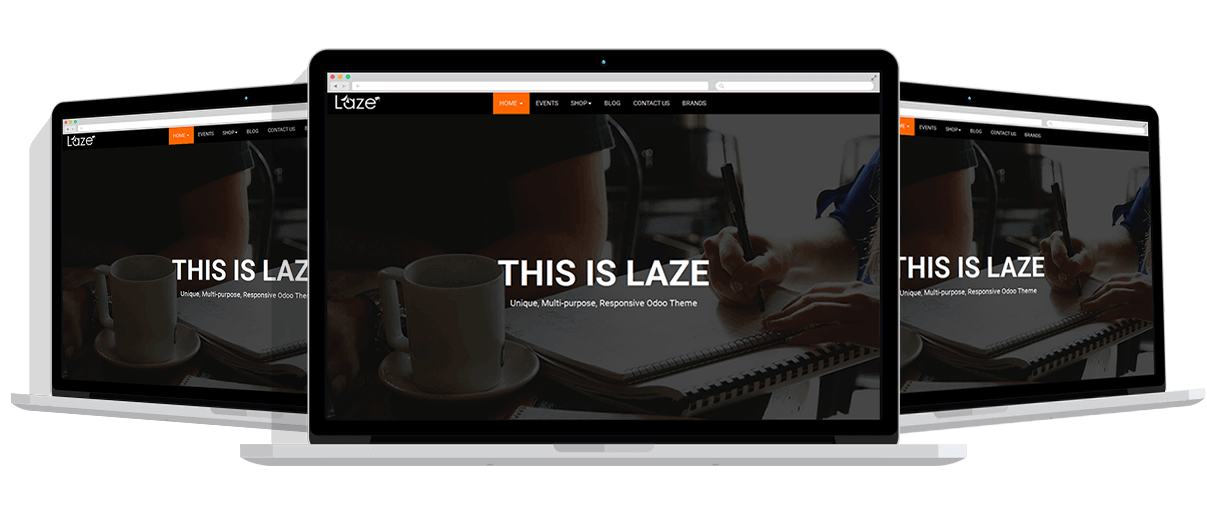 Laze
HOME EVENTS SHOP BLOG CONTACT US BRANDS
THIS IS LAZE
Unique, Multi-purpose, Responsive Odoo Theme
Laze
HOME EVENTS SHOP BLOG CONTACT US
THIS IS LAZ
Unique, Multi-purpose, Responsive Odoo Them
ME EVENTS SHOP BLOG CONTACT US BRANDS
THIS IS LAZE
Unique, Multi-purpose, Responsive Odoo Theme